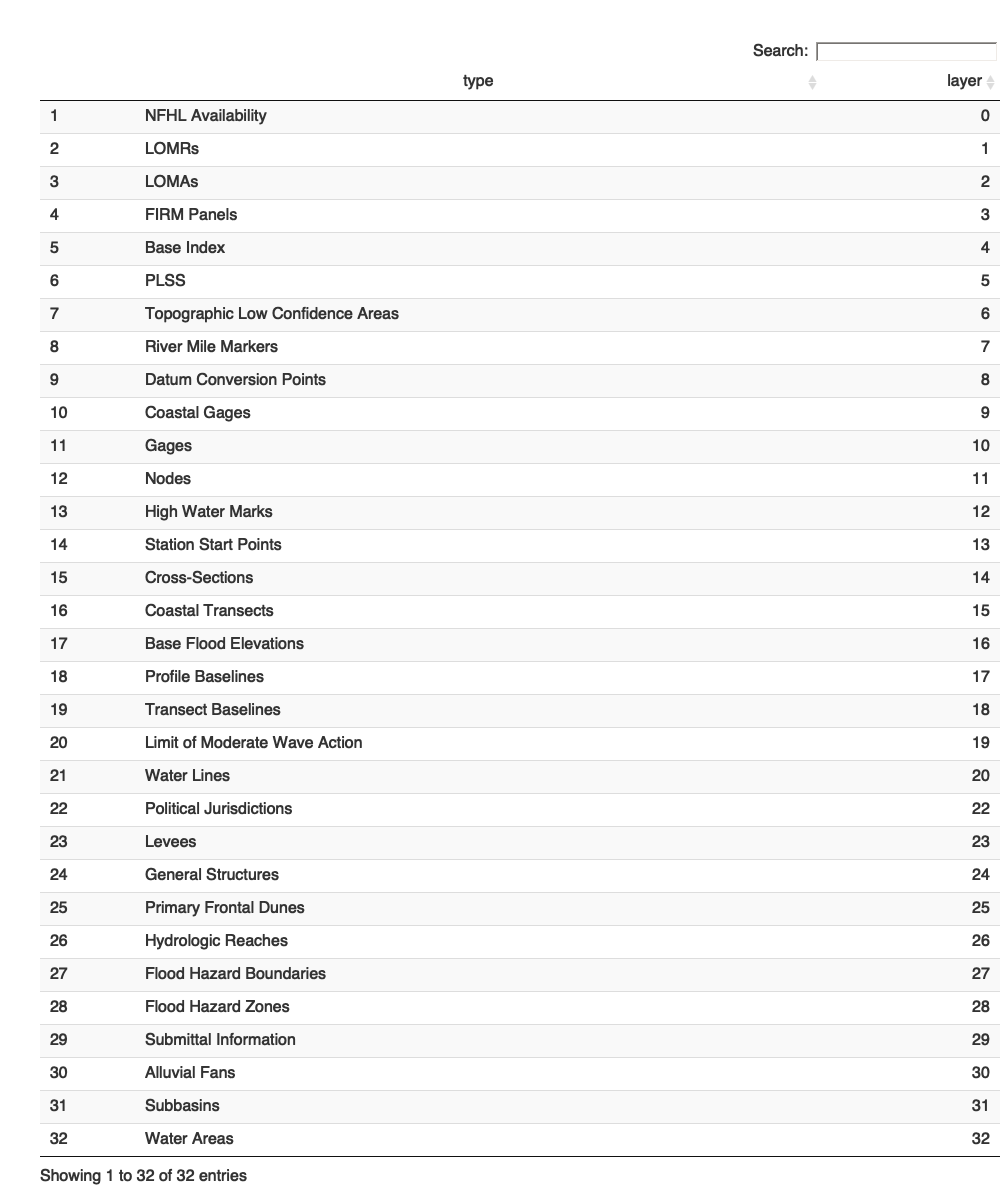 Search:
type layer
1 NFHL Availability 0
2 LOMRs 1
3 LOMAs 2
4 FIRM Panels 3
5 Base Index 4
6 PLSS 5
7 Topographic Low Confidence Areas 6
8 River Mile Markers 7
9 Datum Conversion Points 8
10 Coastal Gages 9
11 Gages 10
12 Nodes 11
13 High Water Marks 12
14 Station Start Points 13
15 Cross-Sections 14
16 Coastal Transects 15
17 Base Flood Elevations 16
18 Profile Baselines 17
19 Transect Baselines 18
20 Limit of Moderate Wave Action 19
21 Water Lines 20
22 Political Jurisdictions 22
23 Levees 23
24 General Structures 24
25 Primary Frontal Dunes 25
26 Hydrologic Reaches 26
27 Flood Hazard Boundaries 27
28 Flood Hazard Zones 28
29 Submittal Information 29
30 Alluvial Fans 30
31 Subbasins 31
32 Water Areas 32
Showing 1 to 32 of 32 entries